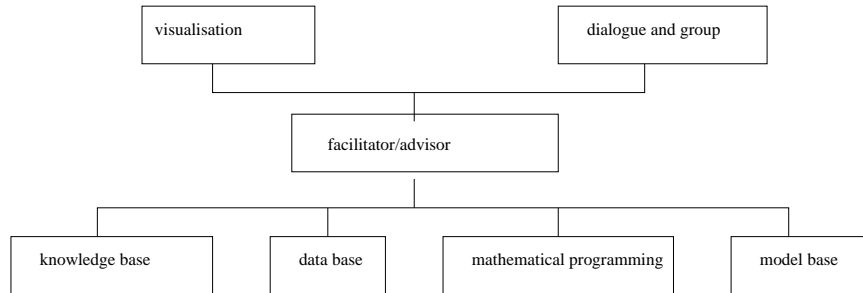 visualisation
dialogue and group
facilitator/advisor
knowledge base
data base
mathematical programming
model base